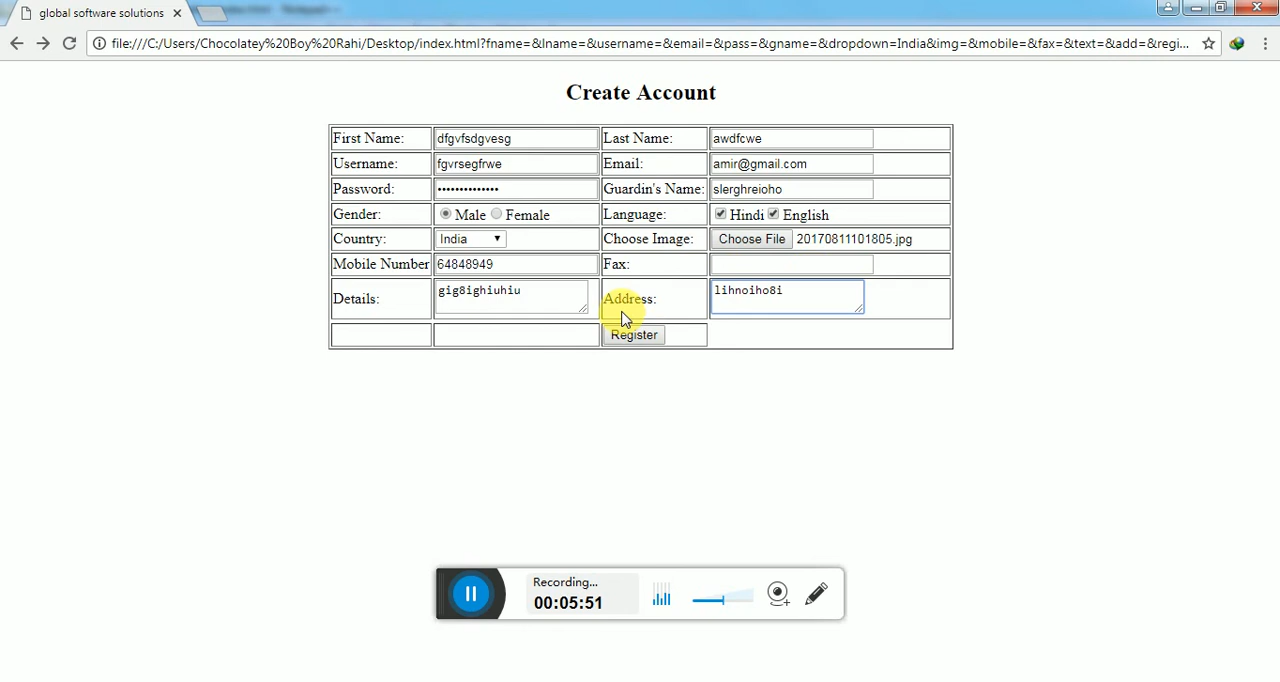 global software solutions
file:///C:/Users/Chocolatey%20Boy%20Rahi/Desktop/index.html?fname=&lname=&username=&email=&pass=&gname=&dropdown=India&img=&mobile=&fax=&text=&add=&regi...
Create Account
First Name: dfgvfsdgvesg Last Name: awdfcwe
Username: fgvrsegfrwe Email: amir@gmail.com
Password: •••••••••••••• Guardin's Name: slerghreioho
Gender: Male Female Language: Hindi English
Country: India Choose Image: Choose File 20170811101805.jpg
Mobile Number 64848949 Fax:
Details: gig8ighiuhiu Address: lihnoiho8i
Register
Recording...
00:05:51